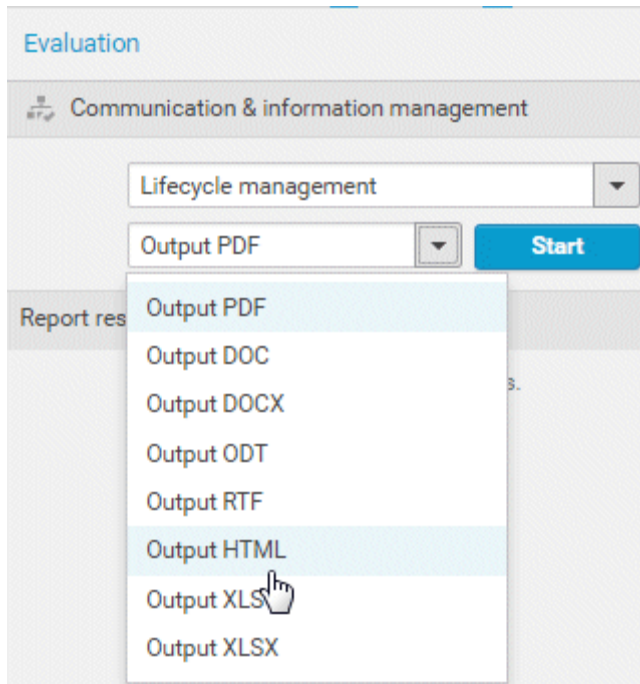 Evaluation
Communication & information management
Lifecycle management
Output PDF
Start
Output PDF
Report res
Output DOC
s.
Output DOCX
Output ODT
Output RTF
Output HTML
Output XLS
Output XLSX